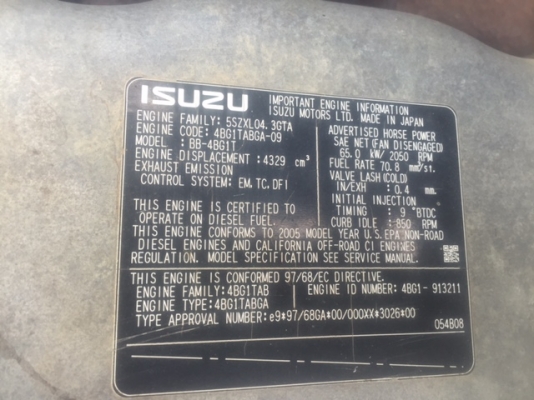 ISUZU
IMPORTANT ENGINE INFORMATION
ISUZU MOTORS LTD. MADE IN JAPAN
ENGINE FAMILY: 5SZXL04.3GTA
ENGINE CODE: 4BG1TABGA-09
MODEL : BB-4BG1T
ENGINE DISPLACEMENT: 4329 cm³
EXHAUST EMISSION
CONTROL SYSTEM: EM, TC, DFI
THIS ENGINE IS CERTIFIED TO
OPERATE ON DIESEL FUEL.
ADVERTISED HORSE POWER
SAE NET (FAN DISENGAGED)
65.0 kW/ 2050 RPM
FUEL RATE 70.8 mm³/st.
VALVE LASH (COLD)
IN/EXH : 0.4 mm
INITIAL INJECTION
TIMING : 9 °BTDC
CURB IDLE : 850 RPM
THIS ENGINE CONFORMS TO 2005 MODEL YEAR U.S.EPA NON-ROAD
DIESEL ENGINES AND CALIFORNIA OFF-ROAD CI ENGINES
REGULATION. MODEL SPECIFICATION SEE SERVICE MANUAL.
THIS ENGINE IS CONFORMED 97/68/EC DIRECTIVE.
ENGINE FAMILY: 4BG1TAB
ENGINE ID NUMBER: 4BG1- 913211
ENGINE TYPE: 4BG1TABGA
TYPE APPROVAL NUMBER: e9*97/68GA*00/000XX*3026*00
054B08